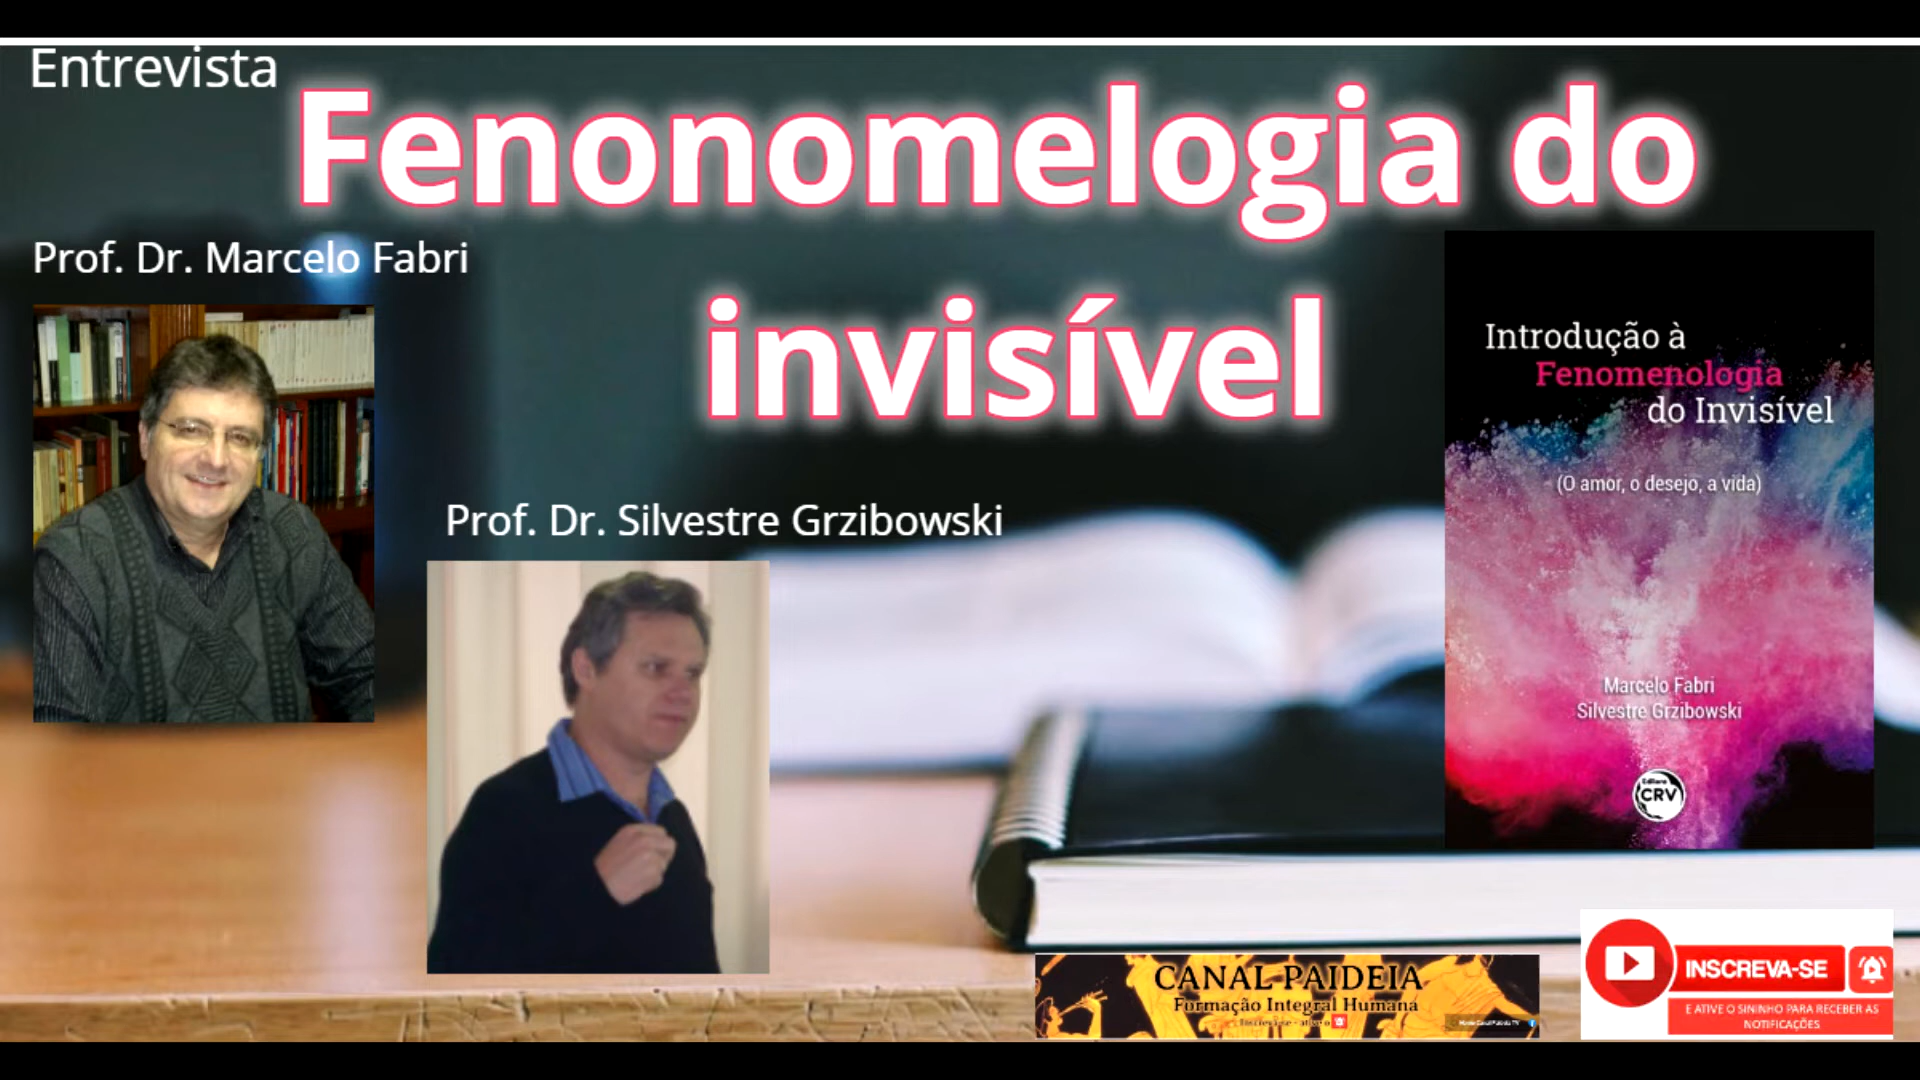 Entrevista
Fenonomelogia do
invisível
Prof. Dr. Marcelo Fabri
Prof. Dr. Silvestre Grzibowski
Introdução à
Fenomenologia
do Invisível
(O amor, o desejo, a vida)
Marcelo Fabri
Silvestre Grzibowski
Editora
CRV
CANAL PAIDEIA
Formação Integral Humana
INSCREVA-SE
E ATIVE O SININHO PARA RECEBER AS
NOTIFICAÇÕES